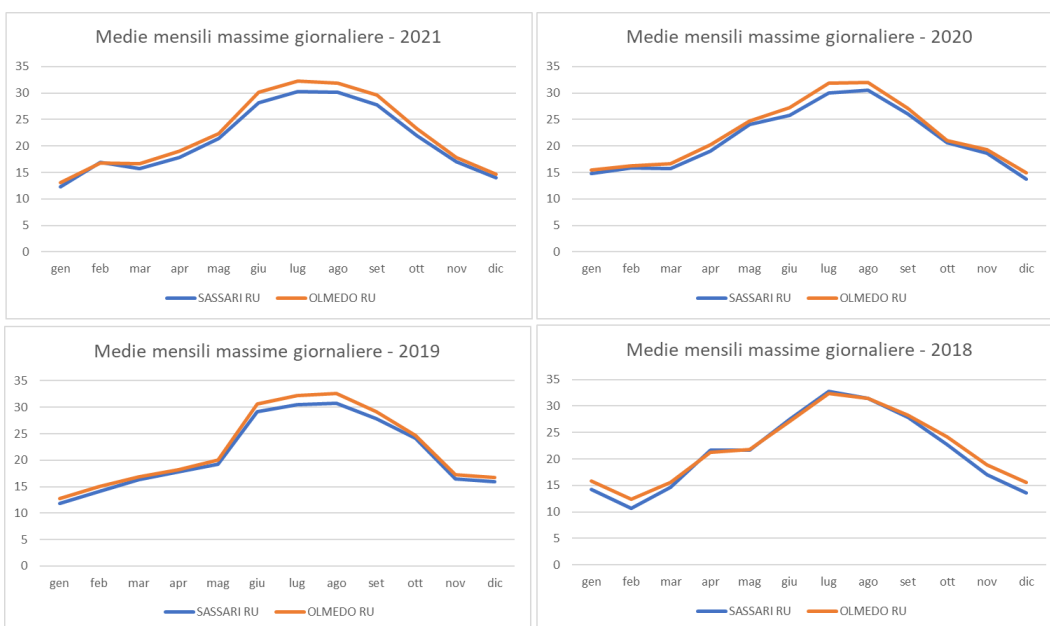 Medie mensili massime giornaliere - 2021
35
30
25
20
15
10
5
0
gen feb mar apr mag giu lug ago set ott nov dic
SASSARI RU OLMEDO RU
Medie mensili massime giornaliere - 2020
35
30
25
20
15
10
5
0
gen feb mar apr mag giu lug ago set ott nov dic
SASSARI RU OLMEDO RU
Medie mensili massime giornaliere - 2019
35
30
25
20
15
10
5
0
gen feb mar apr mag giu lug ago set ott nov dic
SASSARI RU OLMEDO RU
Medie mensili massime giornaliere - 2018
35
30
25
20
15
10
5
0
gen feb mar apr mag giu lug ago set ott nov dic
SASSARI RU OLMEDO RU